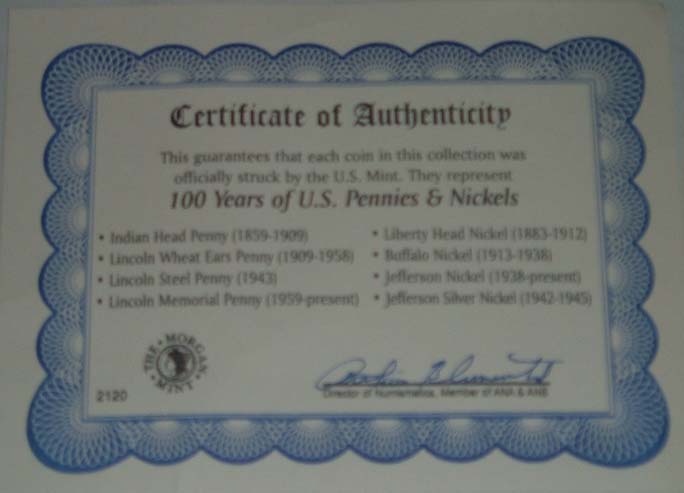 Certificate of Authenticity
This guarantees that each coin in this collection was
officially struck by the U.S. Mint. They represent
100 Years of U.S. Pennies & Nickels
• Indian Head Penny (1859-1909)
• Lincoln Wheat Ears Penny (1909-1958)
• Lincoln Steel Penny (1943)
• Lincoln Memorial Penny (1959-present)
• Liberty Head Nickel (1883-1912)
• Buffalo Nickel (1913-1938)
• Jefferson Nickel (1938-present)
• Jefferson Silver Nickel (1942-1945)
THE • MORGAN • MINT •
2120
Director of Numismatics, Member of ANA & ANS